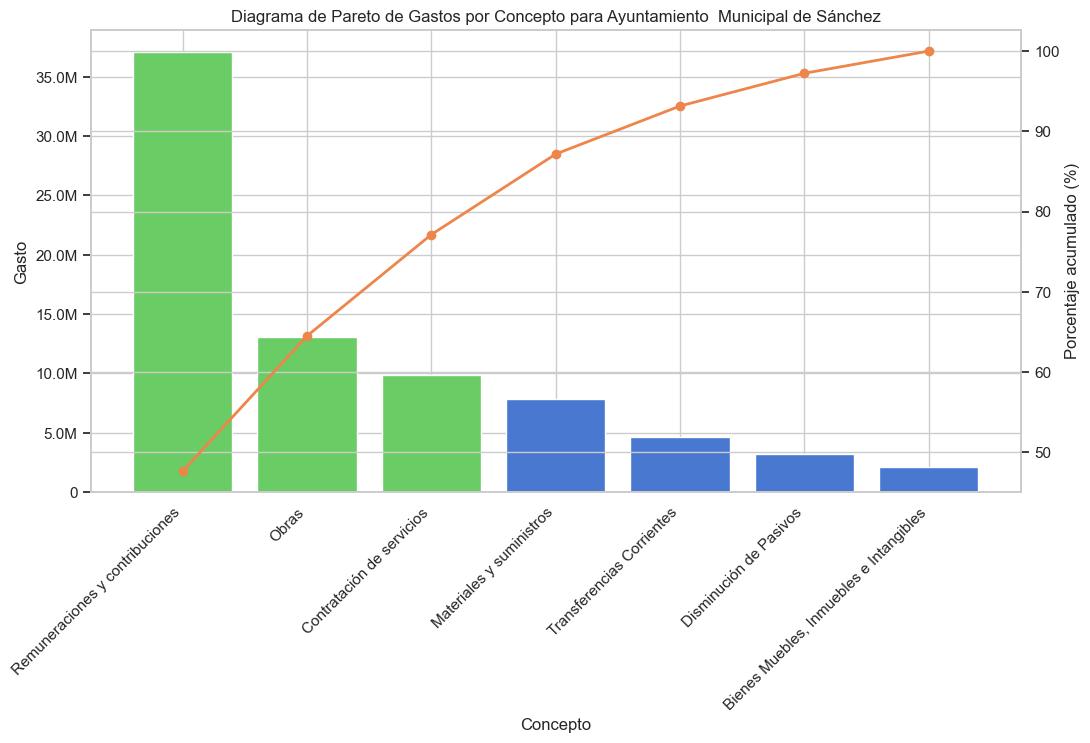 Diagrama de Pareto de Gastos por Concepto para Ayuntamiento  Municipal de Sánchez
Gasto
35.0M
30.0M
25.0M
20.0M
15.0M
10.0M
5.0M
0
100
90
80
70
60
50
Porcentaje acumulado (%)
Remuneraciones y contribuciones
Obras
Contratación de servicios
Materiales y suministros
Transferencias Corrientes
Disminución de Pasivos
Bienes Muebles, Inmuebles e Intangibles
Concepto